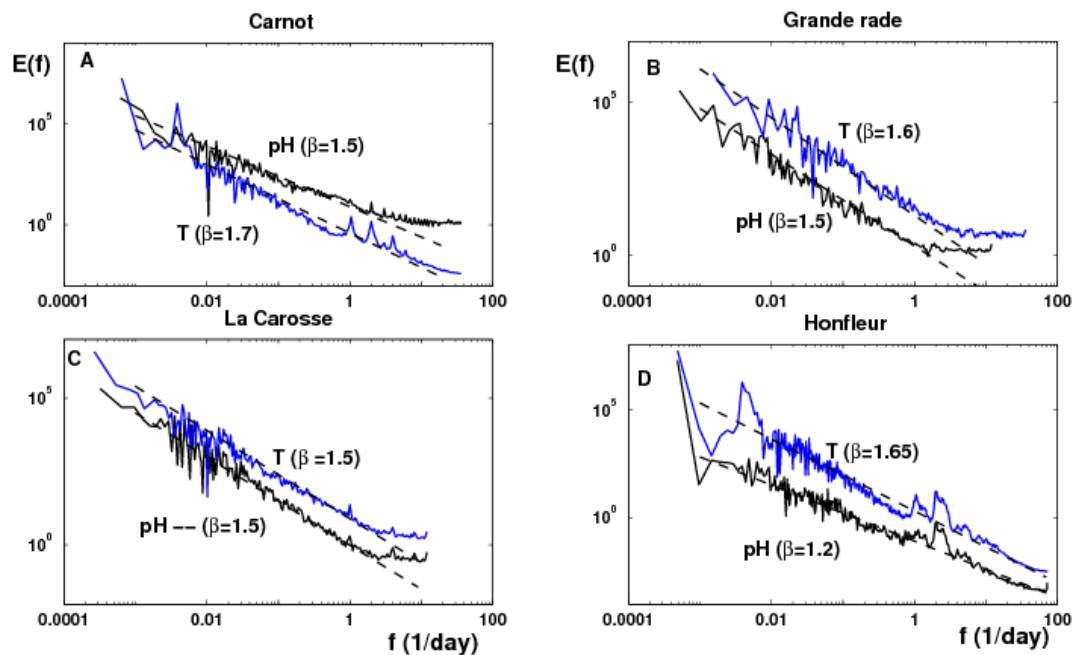 Carnot
Grande rade
E(f)
A
10^5
10^0
pH (β=1.5)
T (β=1.7)
0.0001
0.01
1
100
E(f)
B
10^5
10^0
T (β=1.6)
pH (β=1.5)
0.0001
0.01
1
100
La Carosse
Honfleur
C
10^5
10^0
T (β =1.5)
pH –– (β=1.5)
0.0001
0.01
1
100
f (1/day)
D
10^5
10^0
T (β=1.65)
pH (β=1.2)
0.0001
0.01
1
100
f (1/day)